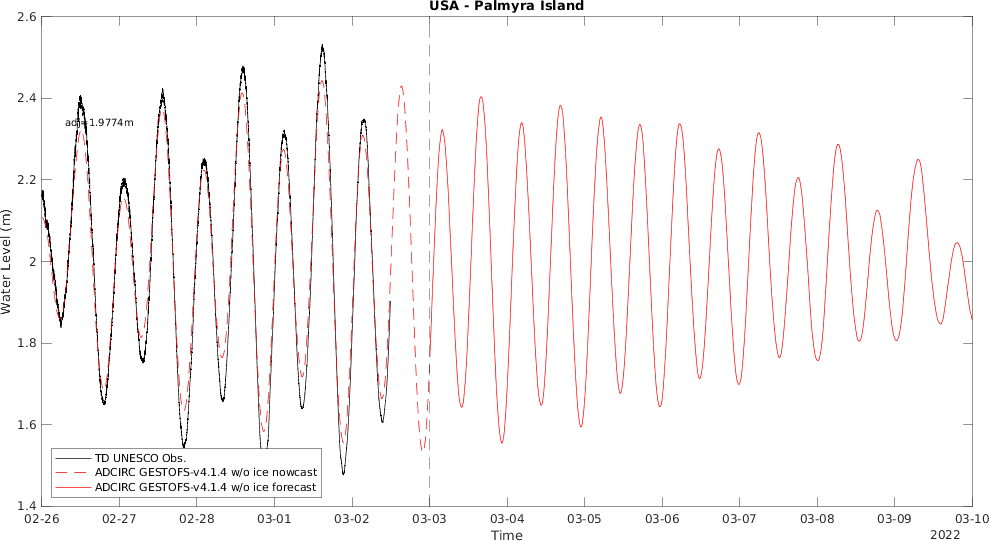 USA - Palmyra Island
2.6
2.4
2.2
2
1.8
1.6
1.4
Water Level (m)
adj=1.9774m
TD UNESCO Obs.
ADCIRC GESTOFS-v4.1.4 w/o ice nowcast
ADCIRC GESTOFS-v4.1.4 w/o ice forecast
02-26 02-27 02-28 03-01 03-02 03-03 03-04 03-05 03-06 03-07 03-08 03-09 03-10
Time
2022